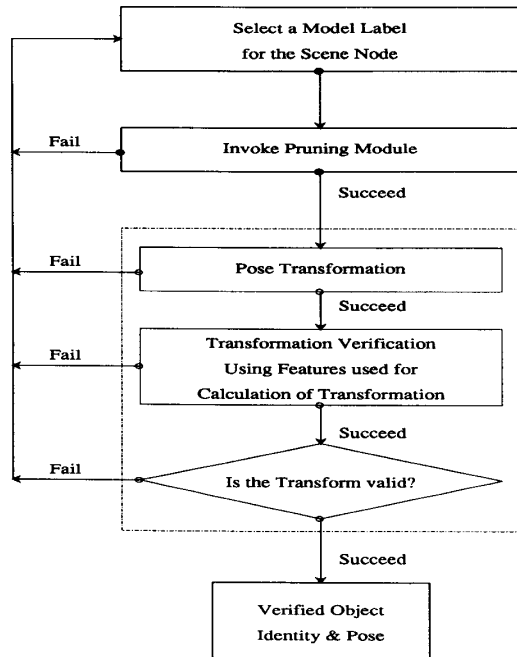 Select a Model Label
for the Scene Node
Fail
Invoke Pruning Module
Succeed
Fail
Pose Transformation
Succeed
Fail
Transformation Verification
Using Features used for
Calculation of Transformation
Succeed
Fail
Is the Transform valid?
Succeed
Verified Object
Identity & Pose